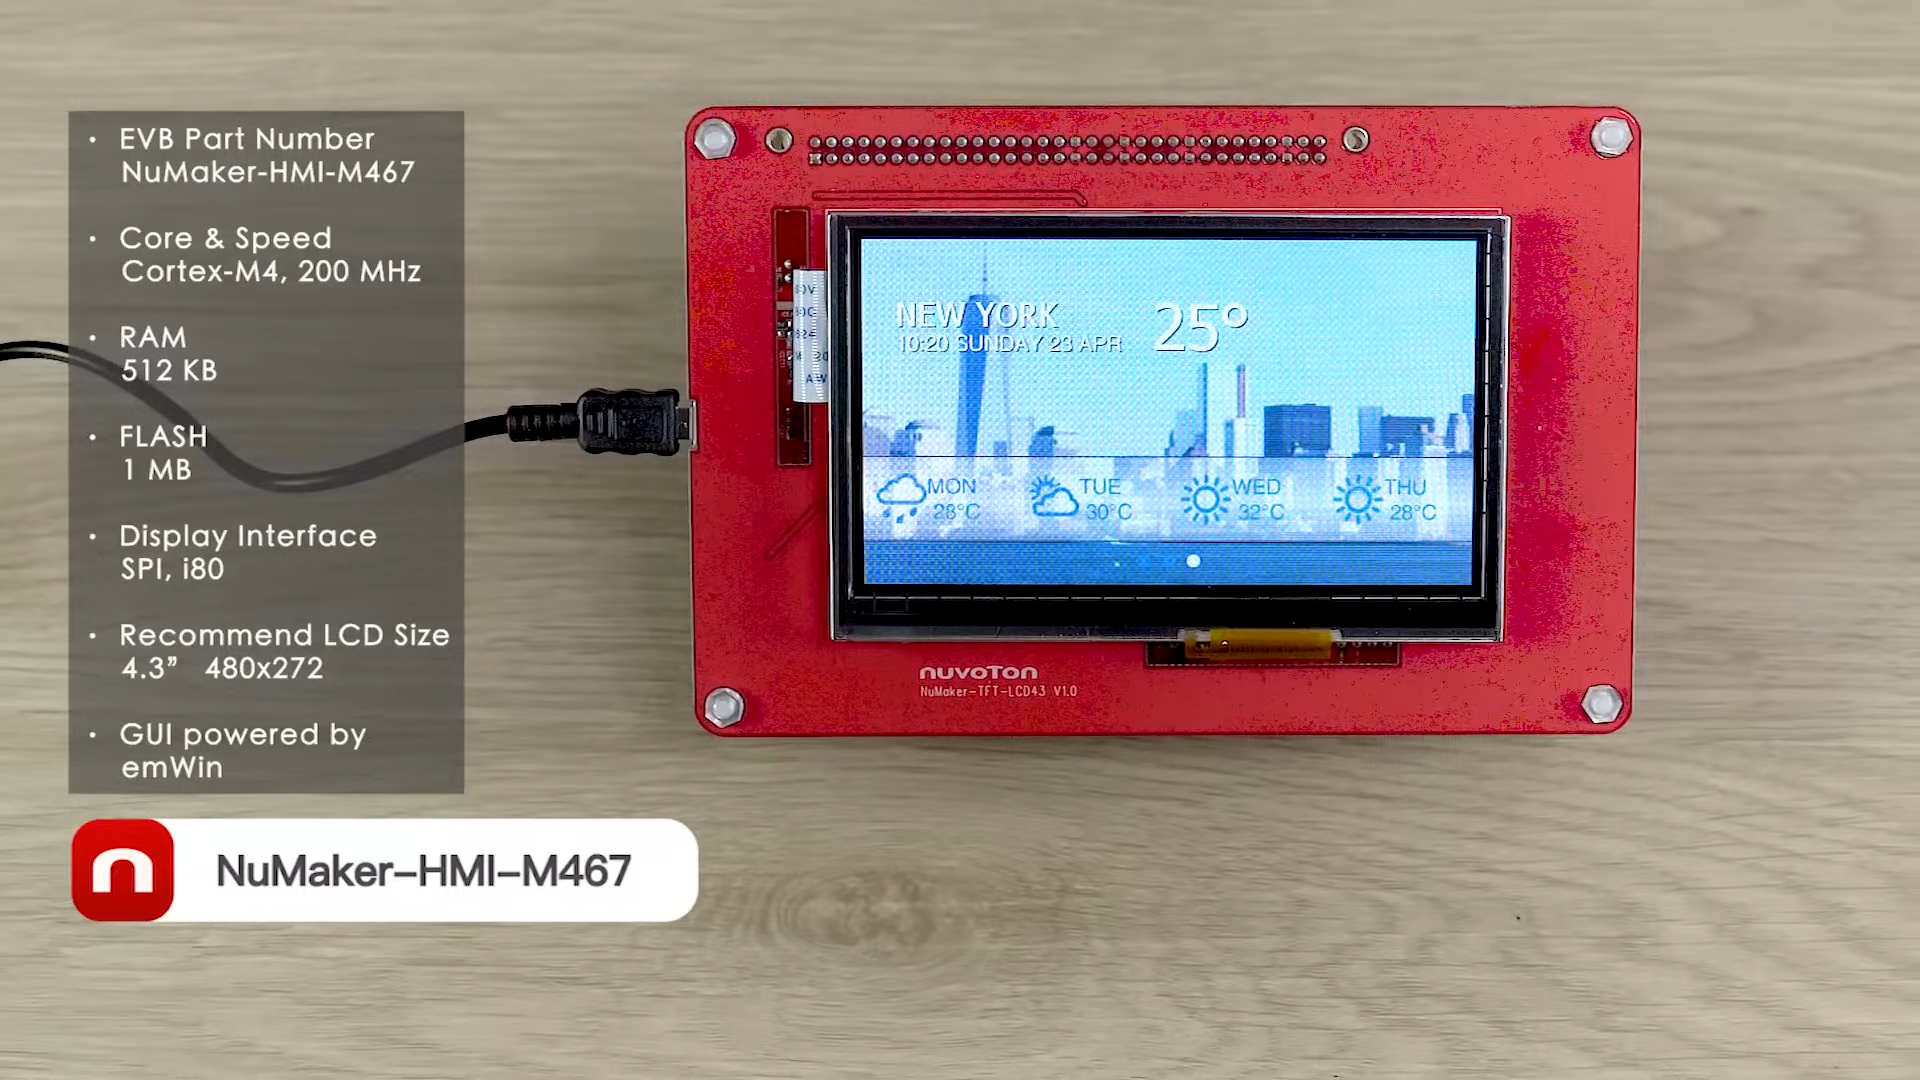 • EVB Part Number
NuMaker-HMI-M467
• Core & Speed
Cortex-M4, 200 MHz
• RAM
512 KB
• FLASH
1 MB
• Display Interface
SPI, i80
• Recommend LCD Size
4.3” 480x272
• GUI powered by
emWin
NuMaker-HMI-M467
NEW YORK
10:20 SUNDAY 23 APR
25°
MON
28°C
TUE
30°C
WED
32°C
THU
28°C
nuvoTon
NuMaker-TFT-LCD43 V1.0